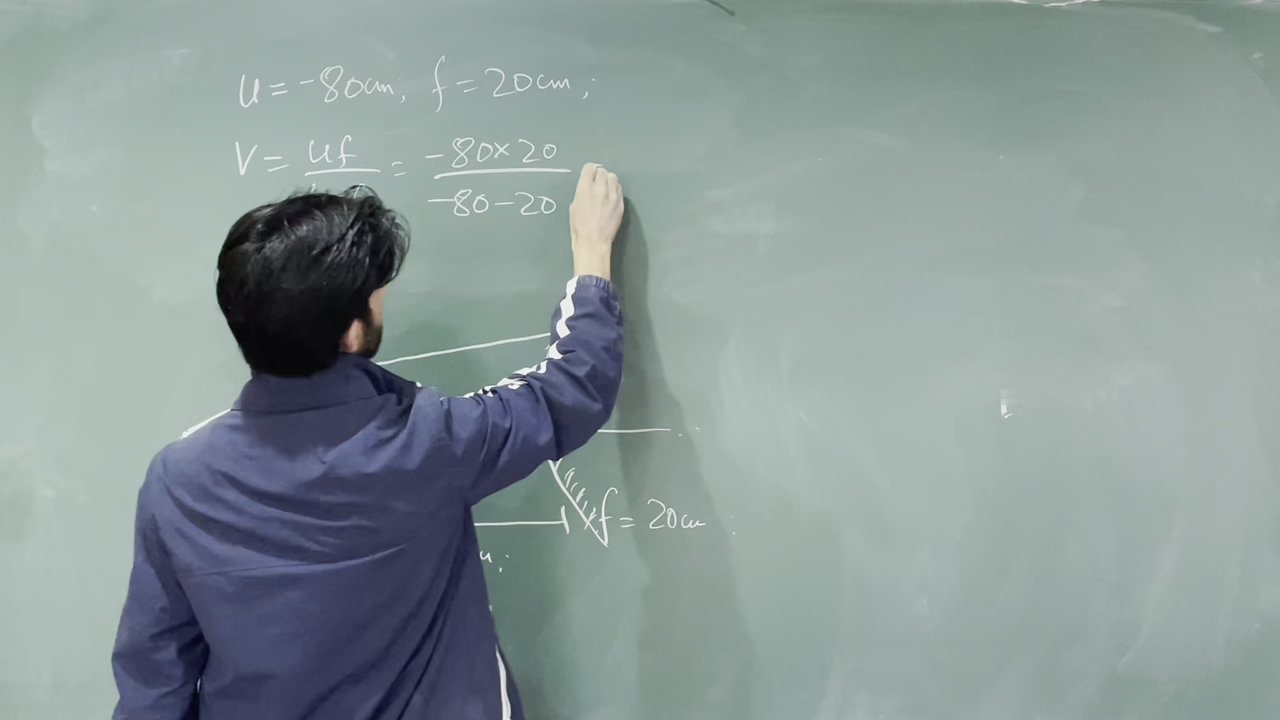 u = -80cm; f = 20cm;
V = uf = -80×20
-80-20
f = 20cm